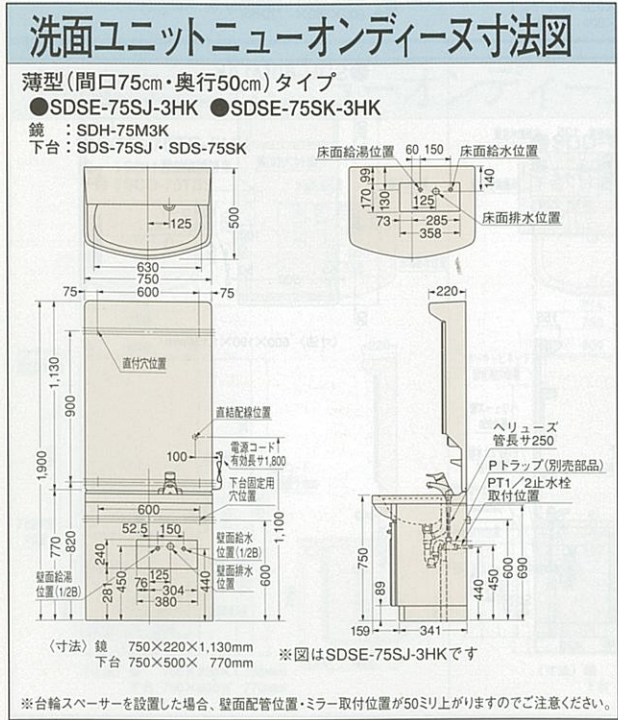 洗面ユニットニューオンディーヌ寸法図
薄型(間口75cm・奥行50cm)タイプ
●SDSE-75SJ-3HK ●SDSE-75SK-3HK
鏡 :SDH-75M3K
下台:SDS-75SJ・SDS-75SK
125
500
630
750
75
600
75
床面給湯位置
60
150
床面給水位置
99
170
130
125
140
床面排水位置
73
285
358
220
直付穴位置
1,130
900
1,900
直結配線位置
100
電源コード
有効長サ1,800
下台固定用
穴位置
600
770
820
1,100
52.5
150
壁面給水
位置(1/2B)
240
壁面給湯
位置(1/2B)
281
450
125
76
304
380
440
壁面排水
位置
600
ヘリューズ
管長サ250
Pトラップ(別売部品)
PT1/2止水栓
取付位置
750
89
440
450
600
690
159
341
〈寸法〉鏡 750×220×1,130mm
下台 750×500× 770mm
※図はSDSE-75SJ-3HKです
※台輪スペーサーを設置した場合、壁面配管位置・ミラー取付位置が50ミリ上がりますのでご注意ください。